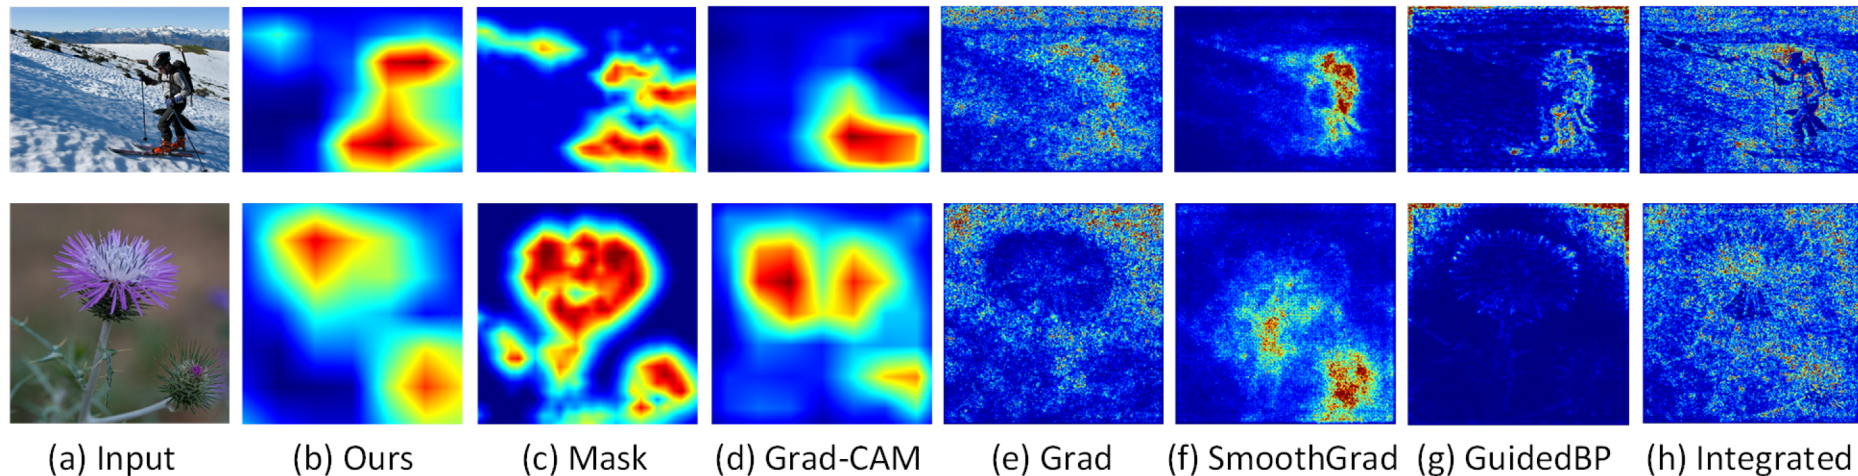 (a) Input (b) Ours (c) Mask (d) Grad-CAM (e) Grad (f) SmoothGrad (g) GuidedBP (h) Integrated